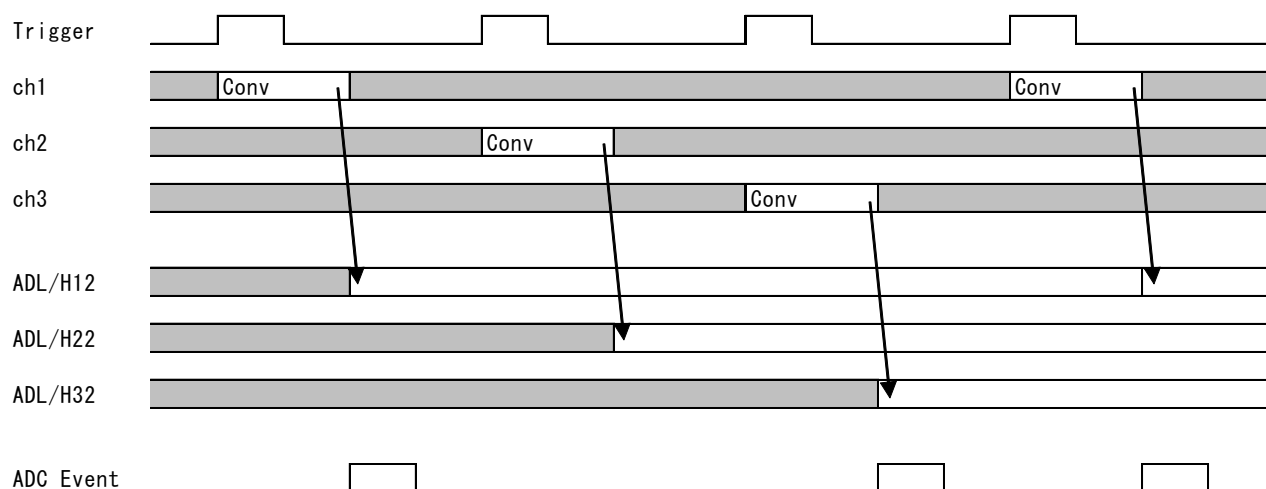 Trigger
ch1 Conv Conv
ch2 Conv
ch3 Conv
ADL/H12
ADL/H22
ADL/H32
ADC Event